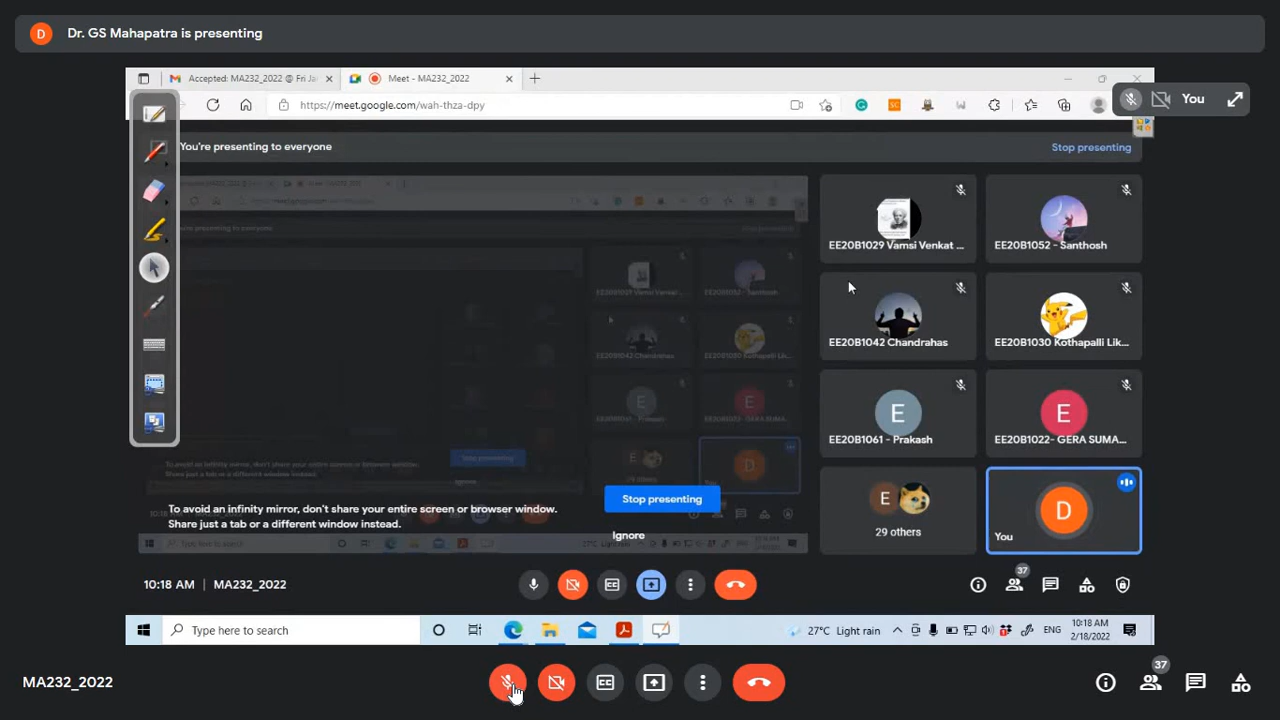 D Dr. GS Mahapatra is presenting
Accepted: MA232_2022 @ Fri Ja
Meet - MA232_2022
https://meet.google.com/wah-thza-dpy
You
You're presenting to everyone
Stop presenting
EE20B1029 Vamsi Venkat ...
EE20B1052 - Santhosh
EE20B1042 Chandrahas
EE20B1030 Kothapalli Lik...
E
EE20B1061 - Prakash
E
EE20B1022- GERA SUMA...
E
29 others
D
You
To avoid an infinity mirror, don't share your entire screen or browser window.
Share just a tab or a different window instead.
Stop presenting
Ignore
10:18 AM | MA232_2022
37
Type here to search
27°C Light rain
ENG
10:18 AM
2/18/2022
MA232_2022
37